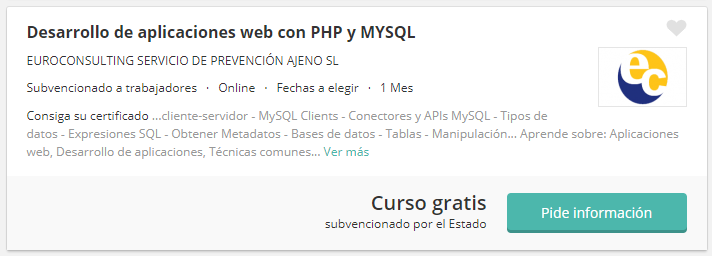 Desarrollo de aplicaciones web con PHP y MYSQL
EUROCONSULTING SERVICIO DE PREVENCIÓN AJENO SL
Subvencionado a trabajadores · Online · Fechas a elegir · 1 Mes
ec
Consiga su certificado ...cliente-servidor - MySQL Clients - Conectores y APIs MySQL - Tipos de
datos - Expresiones SQL - Obtener Metadatos - Bases de datos - Tablas - Manipulación... Aprende sobre: Aplicaciones
web, Desarrollo de aplicaciones, Técnicas comunes... Ver más
Curso gratis
subvencionado por el Estado
Pide información